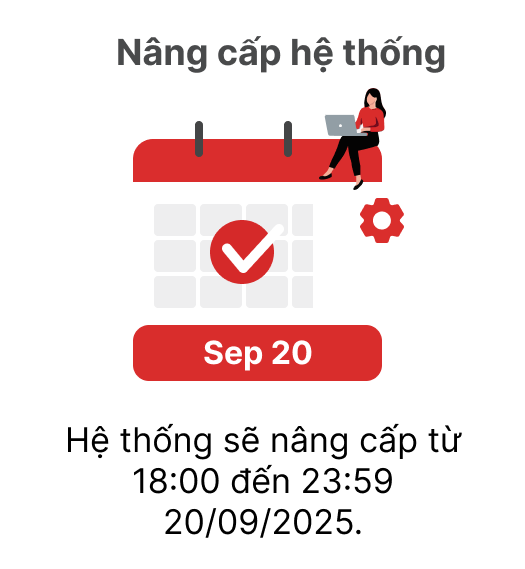 Nâng cấp hệ thống
Sep 20
Hệ thống sẽ nâng cấp từ
18:00 đến 23:59
20/09/2025.